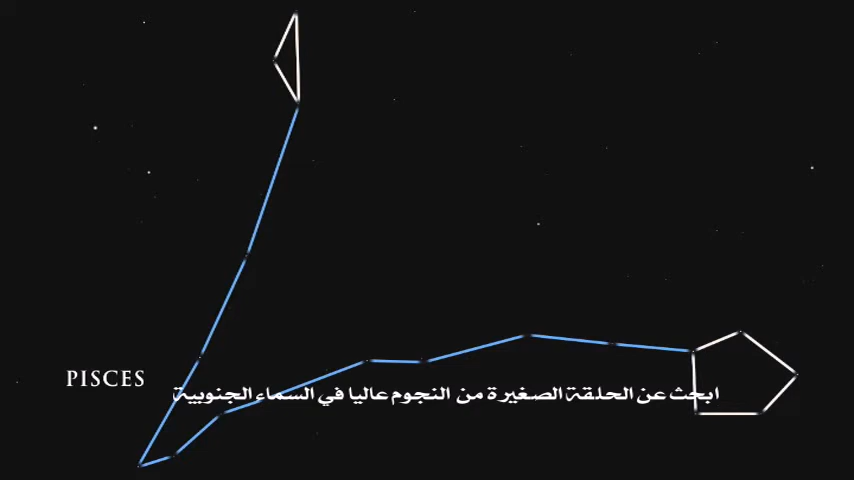 PISCES
ابحث عن الحلقة الصغيرة من النجوم عاليا في السماء الجنوبية